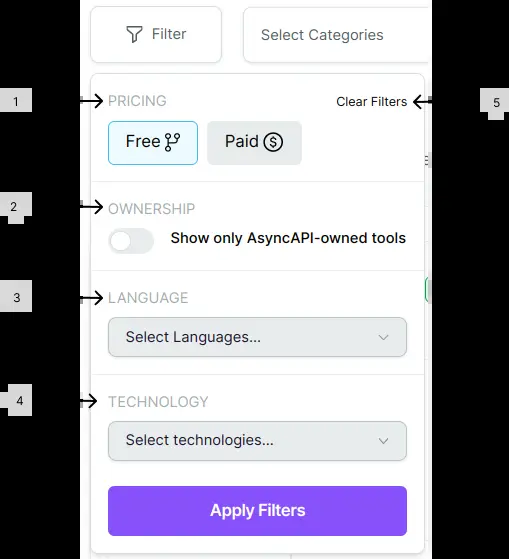 Filter
Select Categories
1
PRICING
Clear Filters
5
Free
Paid
2
OWNERSHIP
Show only AsyncAPI-owned tools
3
LANGUAGE
Select Languages...
4
TECHNOLOGY
Select technologies...
Apply Filters